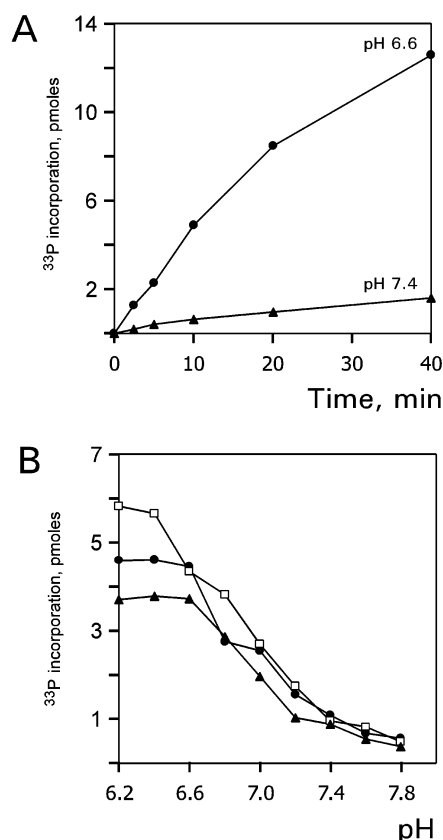 A
14
10
6
2
³³P incorporation, pmoles
pH 6.6
pH 7.4
0 10 20 30 40
Time, min
B
7
5
3
1
³³P incorporation, pmoles
6.2 6.6 7.0 7.4 7.8
pH